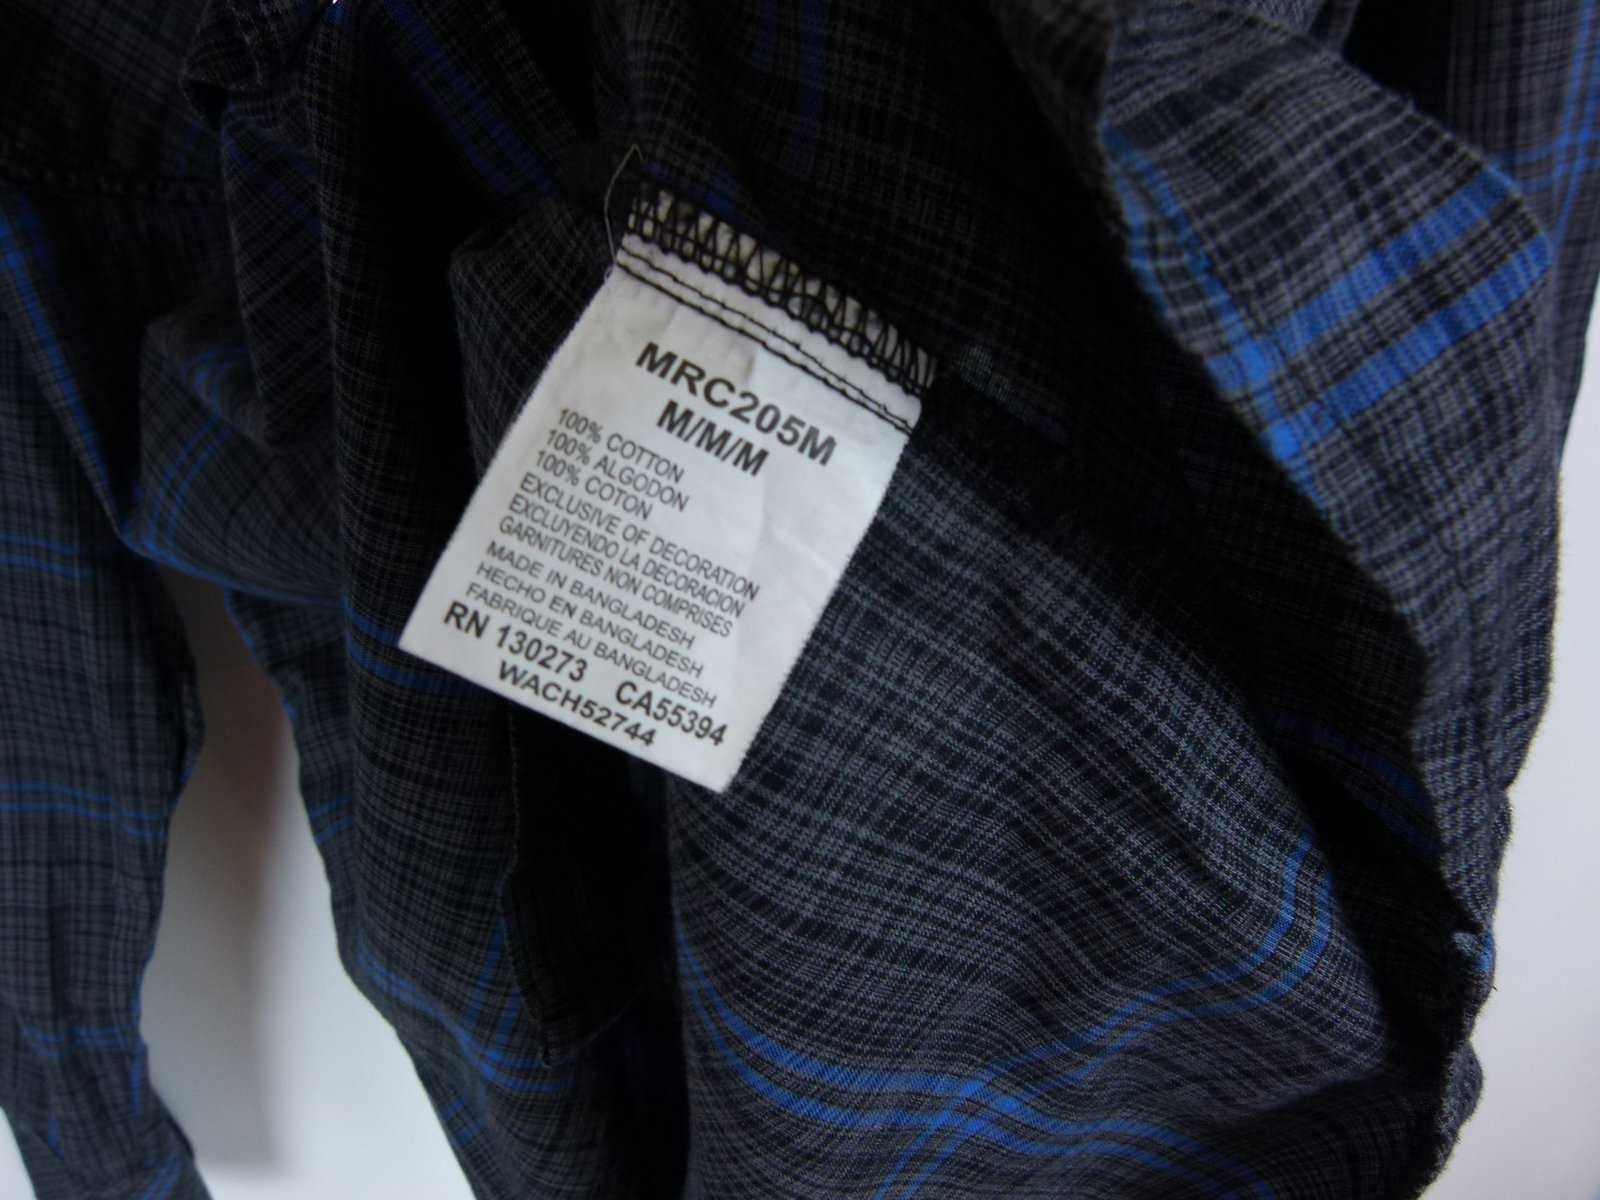 MRC205M
M/M/M
100% COTTON
100% ALGODON
100% COTON
EXCLUSIVE OF DECORATION
EXCLUYENDO LA DECORACION
GARNITURES NON COMPRISES
MADE IN BANGLADESH
HECHO EN BANGLADESH
FABRIQUE AU BANGLADESH
RN 130273 CA55394
WACH52744